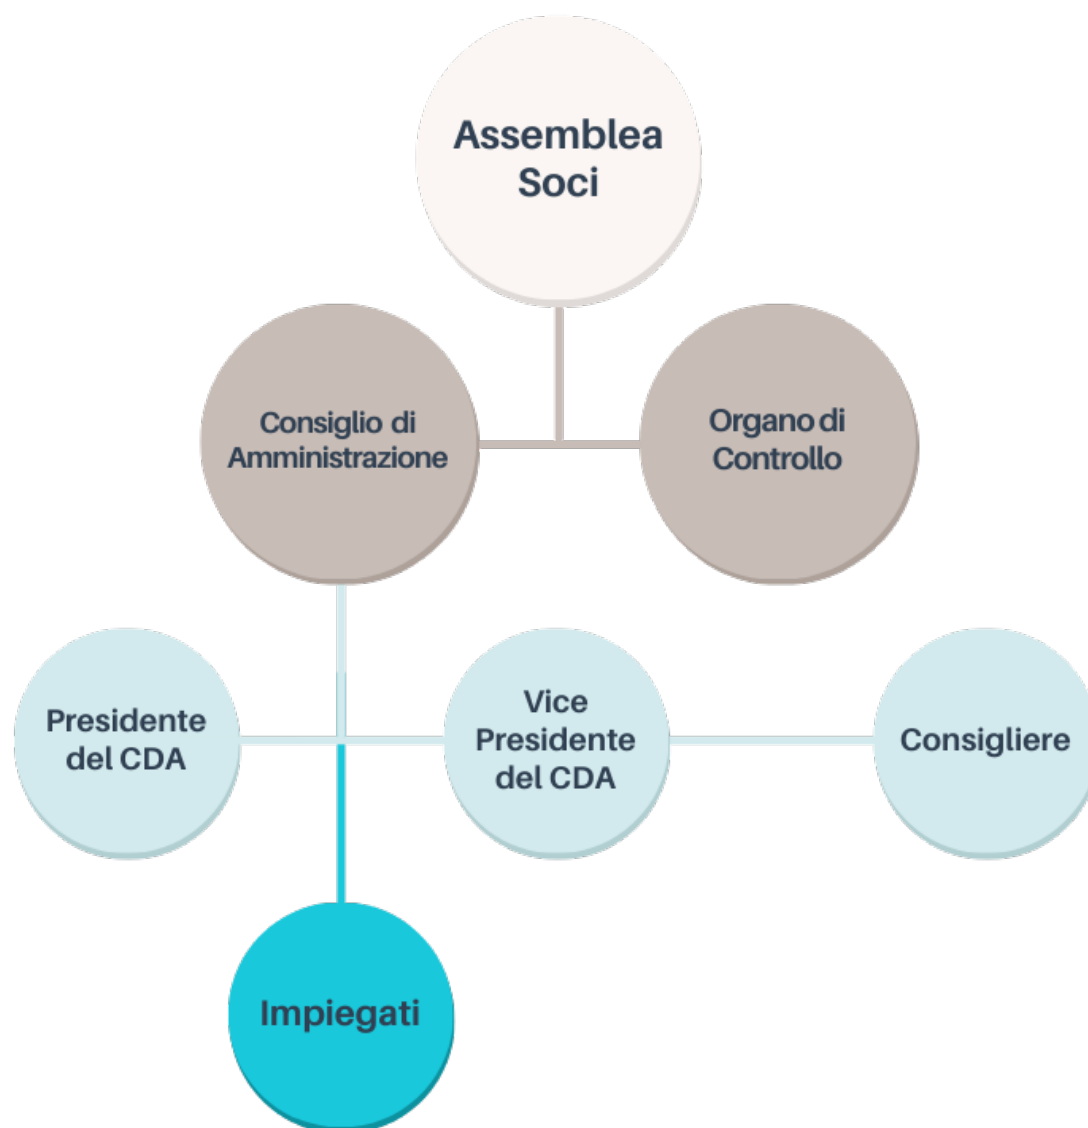 Assemblea
Soci
Consiglio di
Amministrazione
Organo di
Controllo
Presidente
del CDA
Vice
Presidente
del CDA
Consigliere
Impiegati